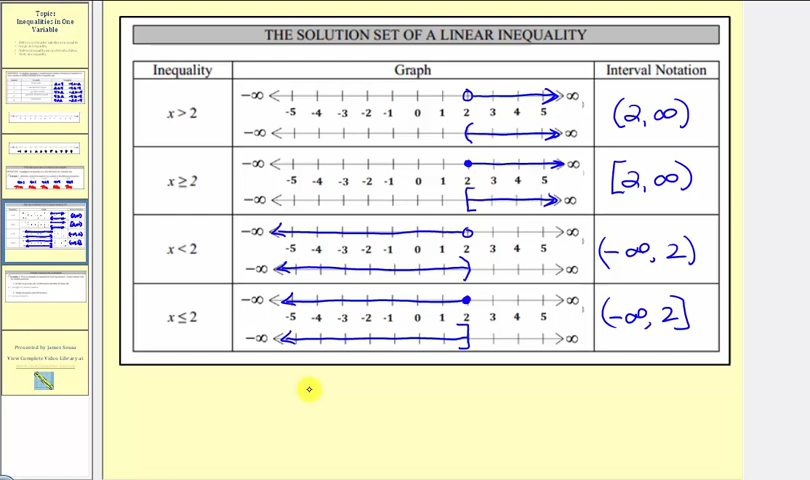 Topic:
Inequalities in One
Variable
Presented by James Sousa
View Complete Video Library at
THE SOLUTION SET OF A LINEAR INEQUALITY
Inequality Graph Interval Notation
−∞ ∞
x > 2 -5 -4 -3 -2 -1 0 1 2 3 4 5 (2, ∞)
−∞ ∞
−∞ ∞
x ≥ 2 -5 -4 -3 -2 -1 0 1 2 3 4 5 [2, ∞)
−∞ ∞
−∞ ∞
x < 2 -5 -4 -3 -2 -1 0 1 2 3 4 5 (-∞, 2)
−∞ ∞
−∞ ∞
x ≤ 2 -5 -4 -3 -2 -1 0 1 2 3 4 5 (-∞, 2]
−∞ ∞